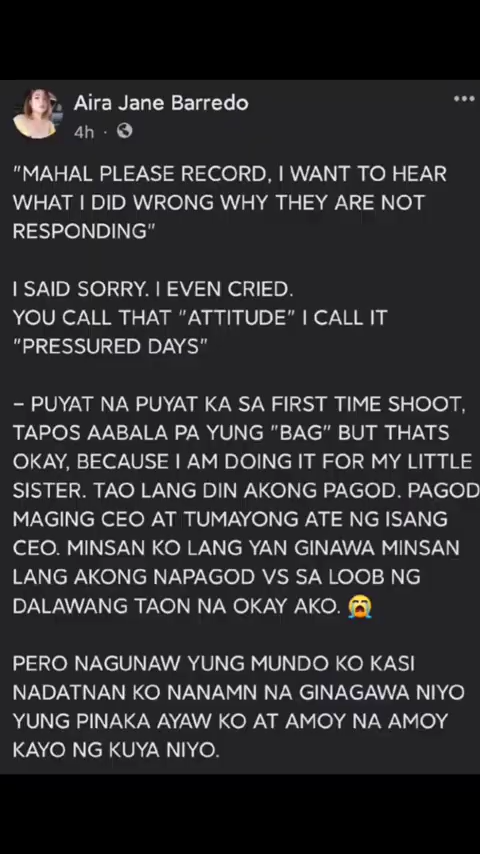 Aira Jane Barredo
4h ·
"MAHAL PLEASE RECORD, I WANT TO HEAR
WHAT I DID WRONG WHY THEY ARE NOT
RESPONDING"
I SAID SORRY. I EVEN CRIED.
YOU CALL THAT "ATTITUDE" I CALL IT
"PRESSURED DAYS"
– PUYAT NA PUYAT KA SA FIRST TIME SHOOT,
TAPOS AABALA PA YUNG "BAG" BUT THATS
OKAY, BECAUSE I AM DOING IT FOR MY LITTLE
SISTER. TAO LANG DIN AKONG PAGOD. PAGOD
MAGING CEO AT TUMAYONG ATE NG ISANG
CEO. MINSAN KO LANG YAN GINAWA MINSAN
LANG AKONG NAPAGOD VS SA LOOB NG
DALAWANG TAON NA OKAY AKO. 😭
PERO NAGUNAW YUNG MUNDO KO KASI
NADATNAN KO NANAMN NA GINAGAWA NIYO
YUNG PINAKA AYAW KO AT AMOY NA AMOY
KAYO NG KUYA NIYO.